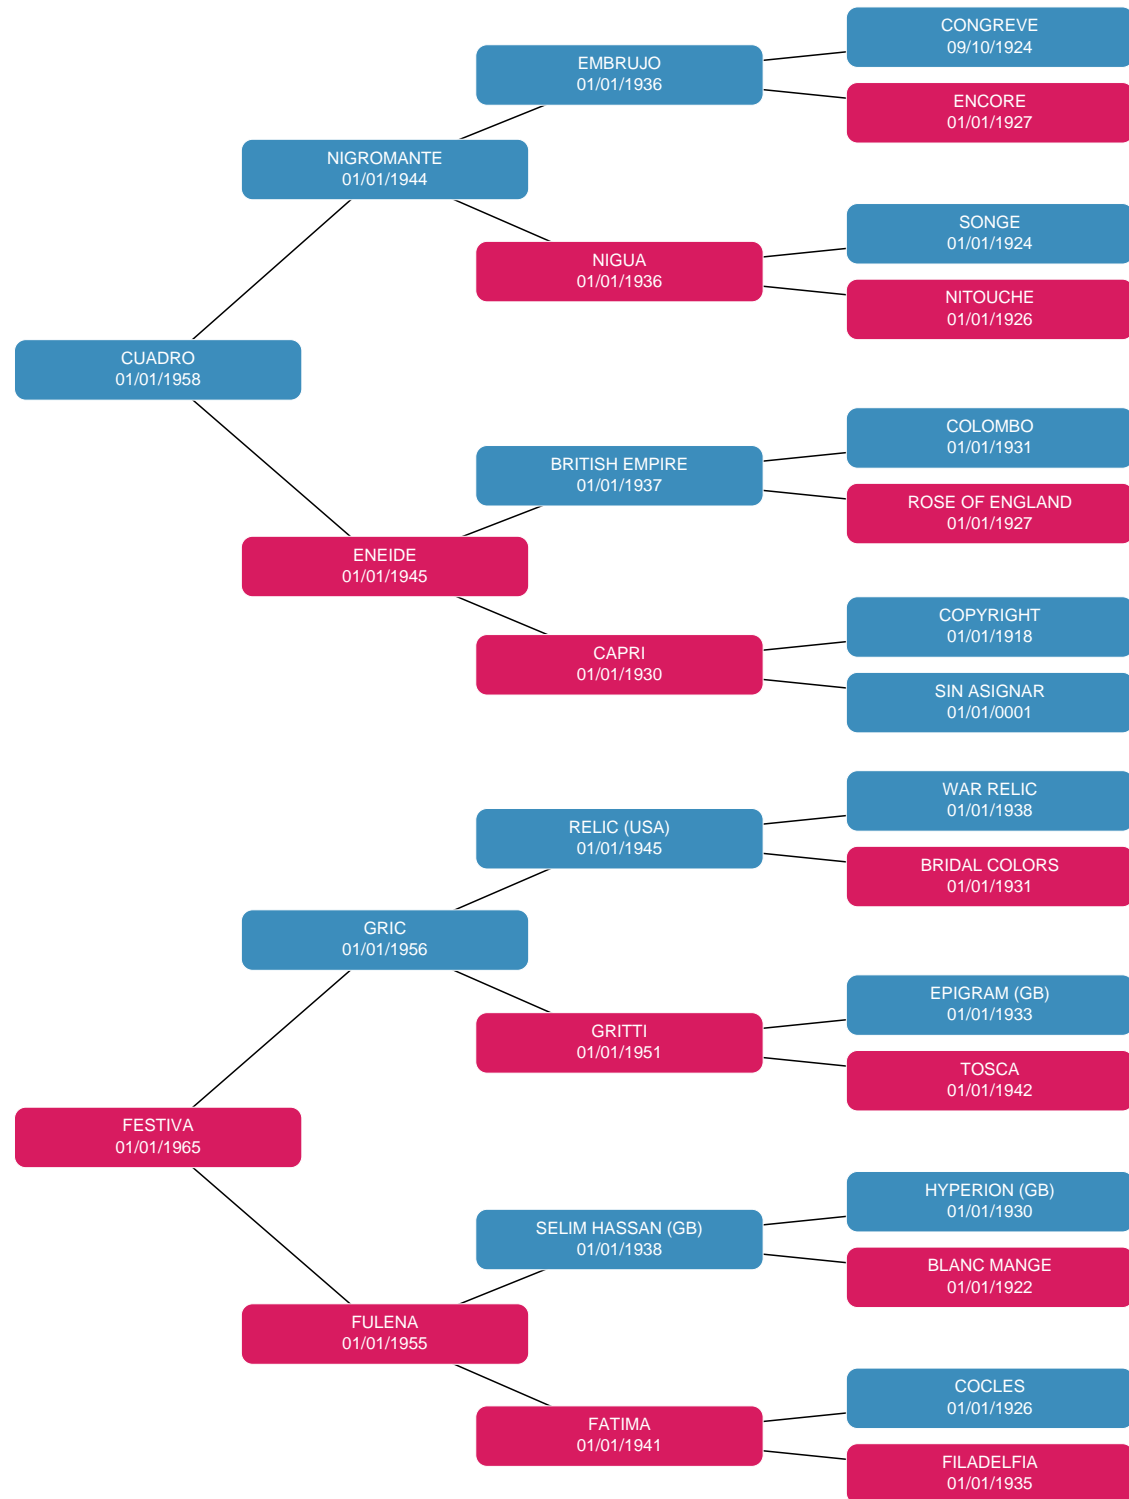 CONGREVE
09/10/1924
EMBRUJO
01/01/1936
ENCORE
01/01/1927
NIGROMANTE
01/01/1944
SONGE
01/01/1924
NIGUA
01/01/1936
NITOUCHE
01/01/1926
CUADRO
01/01/1958
COLOMBO
01/01/1931
BRITISH EMPIRE
01/01/1937
ROSE OF ENGLAND
01/01/1927
ENEIDE
01/01/1945
COPYRIGHT
01/01/1918
CAPRI
01/01/1930
SIN ASIGNAR
01/01/0001
WAR RELIC
01/01/1938
RELIC (USA)
01/01/1945
BRIDAL COLORS
01/01/1931
GRIC
01/01/1956
EPIGRAM (GB)
01/01/1933
GRITTI
01/01/1951
TOSCA
01/01/1942
FESTIVA
01/01/1965
HYPERION (GB)
01/01/1930
SELIM HASSAN (GB)
01/01/1938
BLANC MANGE
01/01/1922
FULENA
01/01/1955
COCLES
01/01/1926
FATIMA
01/01/1941
FILADELFIA
01/01/1935